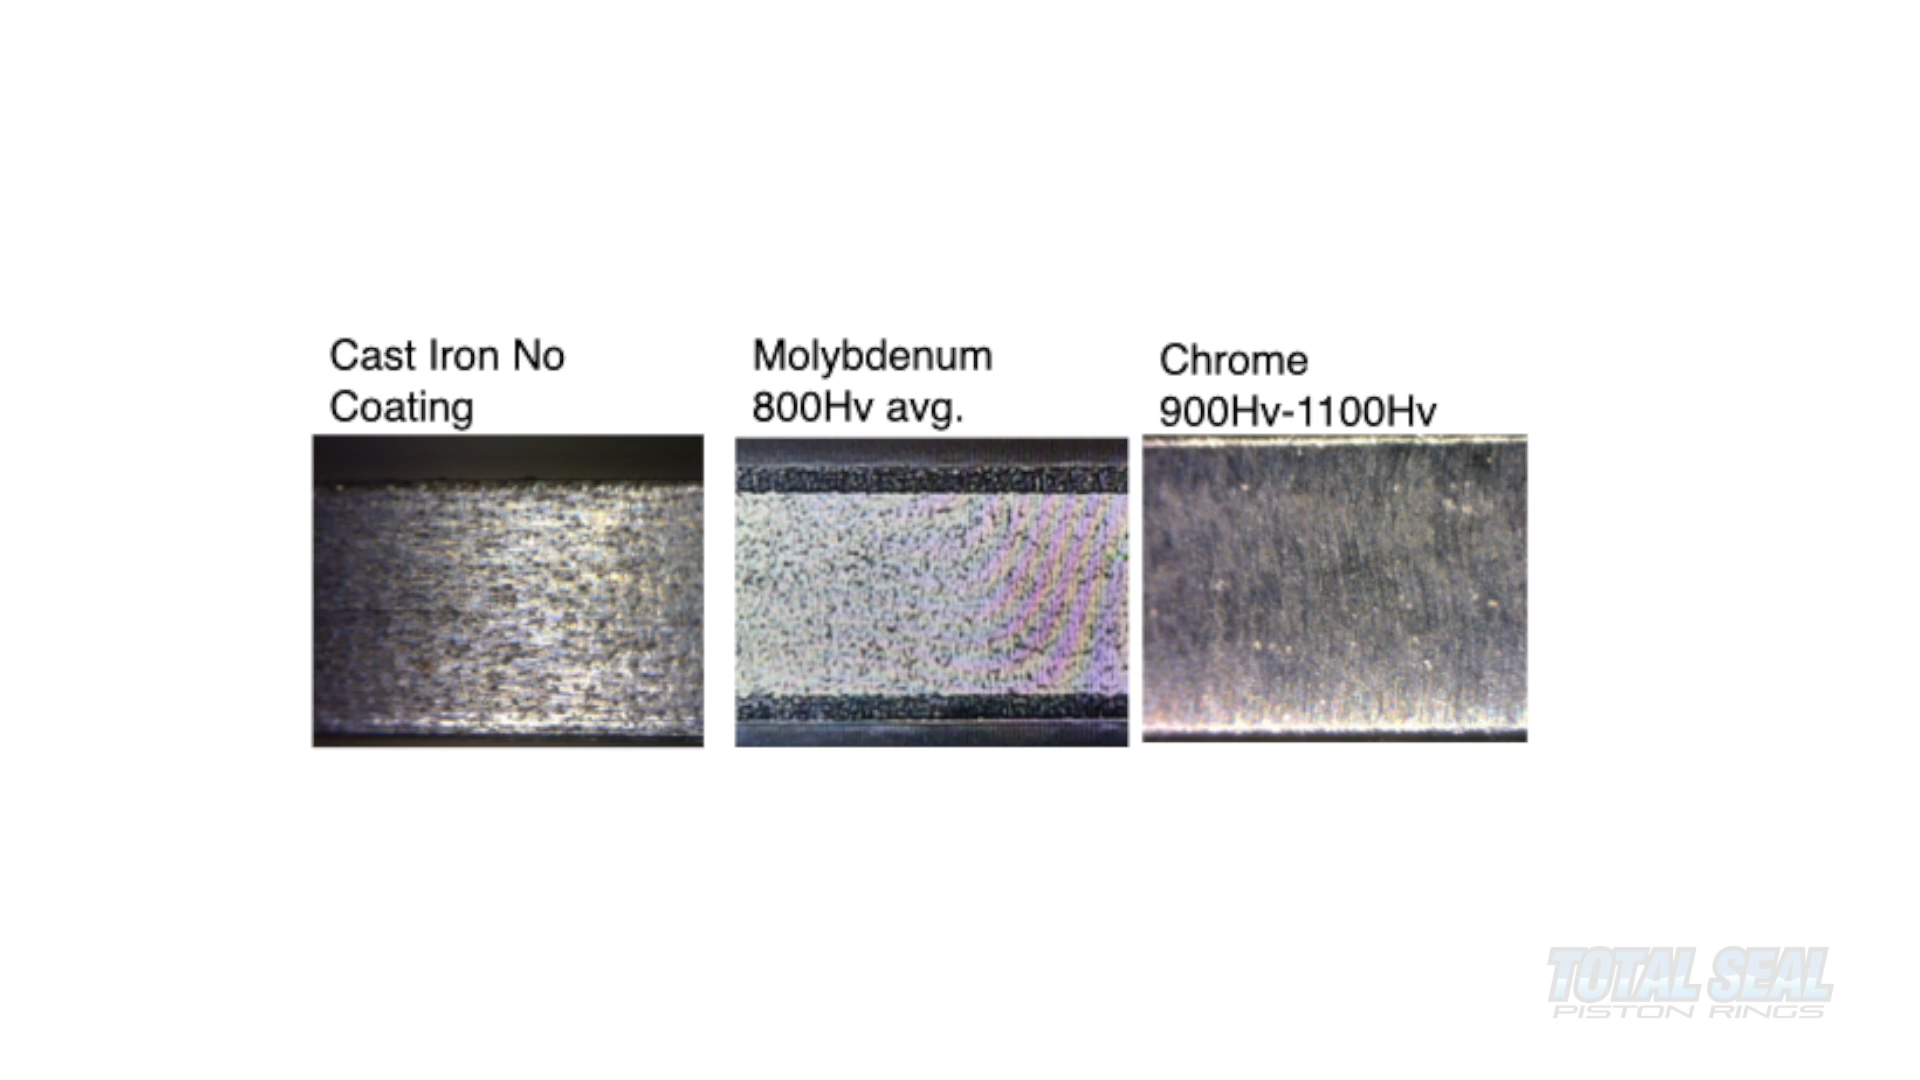 Cast Iron No
Coating
Molybdenum
800Hv avg.
Chrome
900Hv-1100Hv
TOTAL SEAL
PISTON RINGS